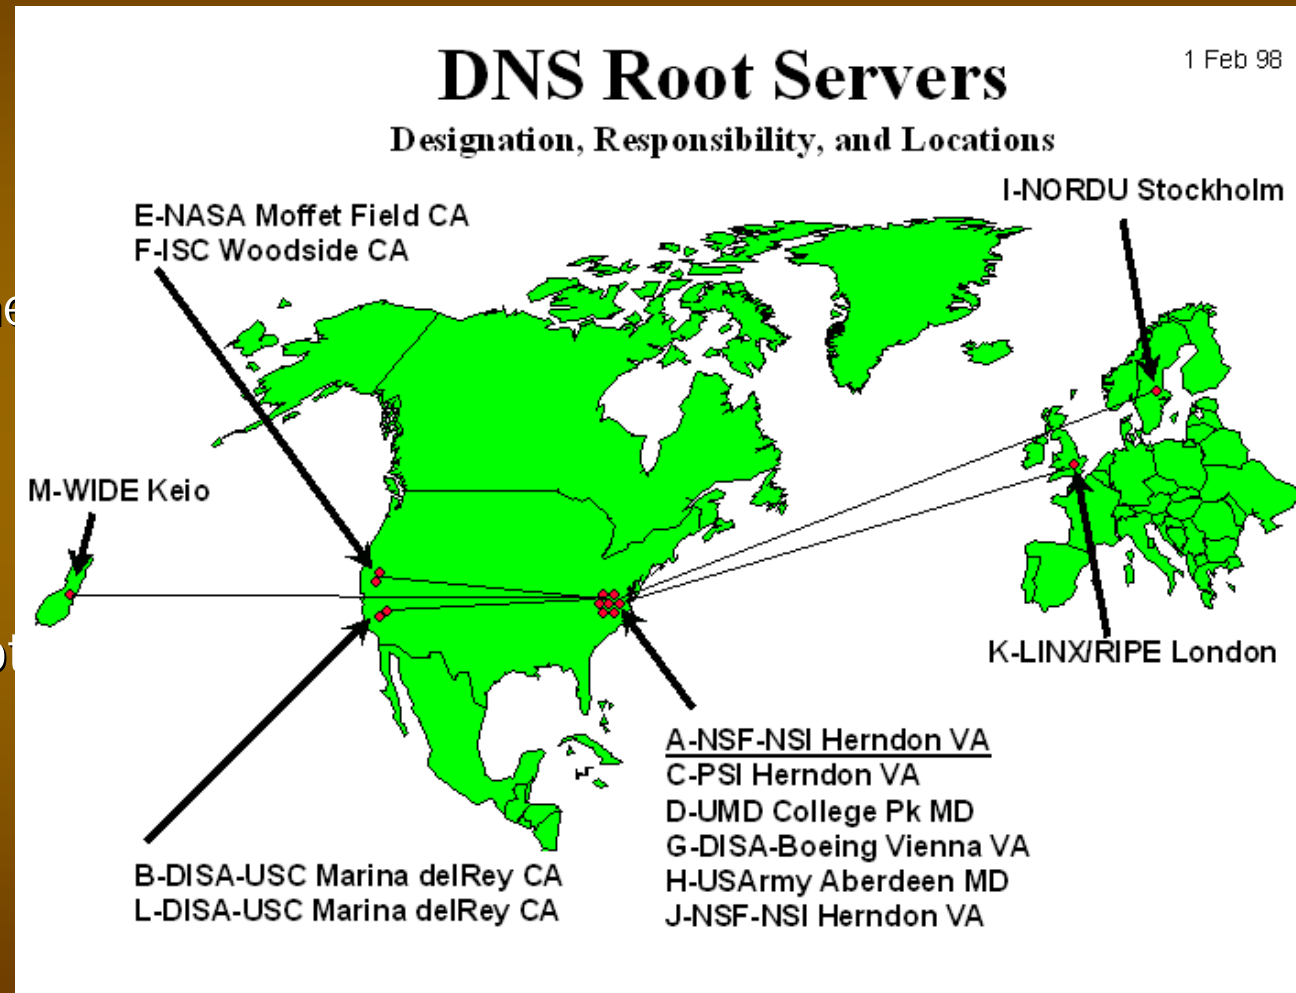 DNS Root Servers
1 Feb 98
Designation, Responsibility, and Locations
I-NORDU Stockholm
E-NASA Moffet Field CA
F-ISC Woodside CA
M-WIDE Keio
K-LINX/RIPE London
A-NSF-NSI Herndon VA
C-PSI Herndon VA
D-UMD College Pk MD
G-DISA-Boeing Vienna VA
H-USArmy Aberdeen MD
J-NSF-NSI Herndon VA
B-DISA-USC Marina delRey CA
L-DISA-USC Marina delRey CA